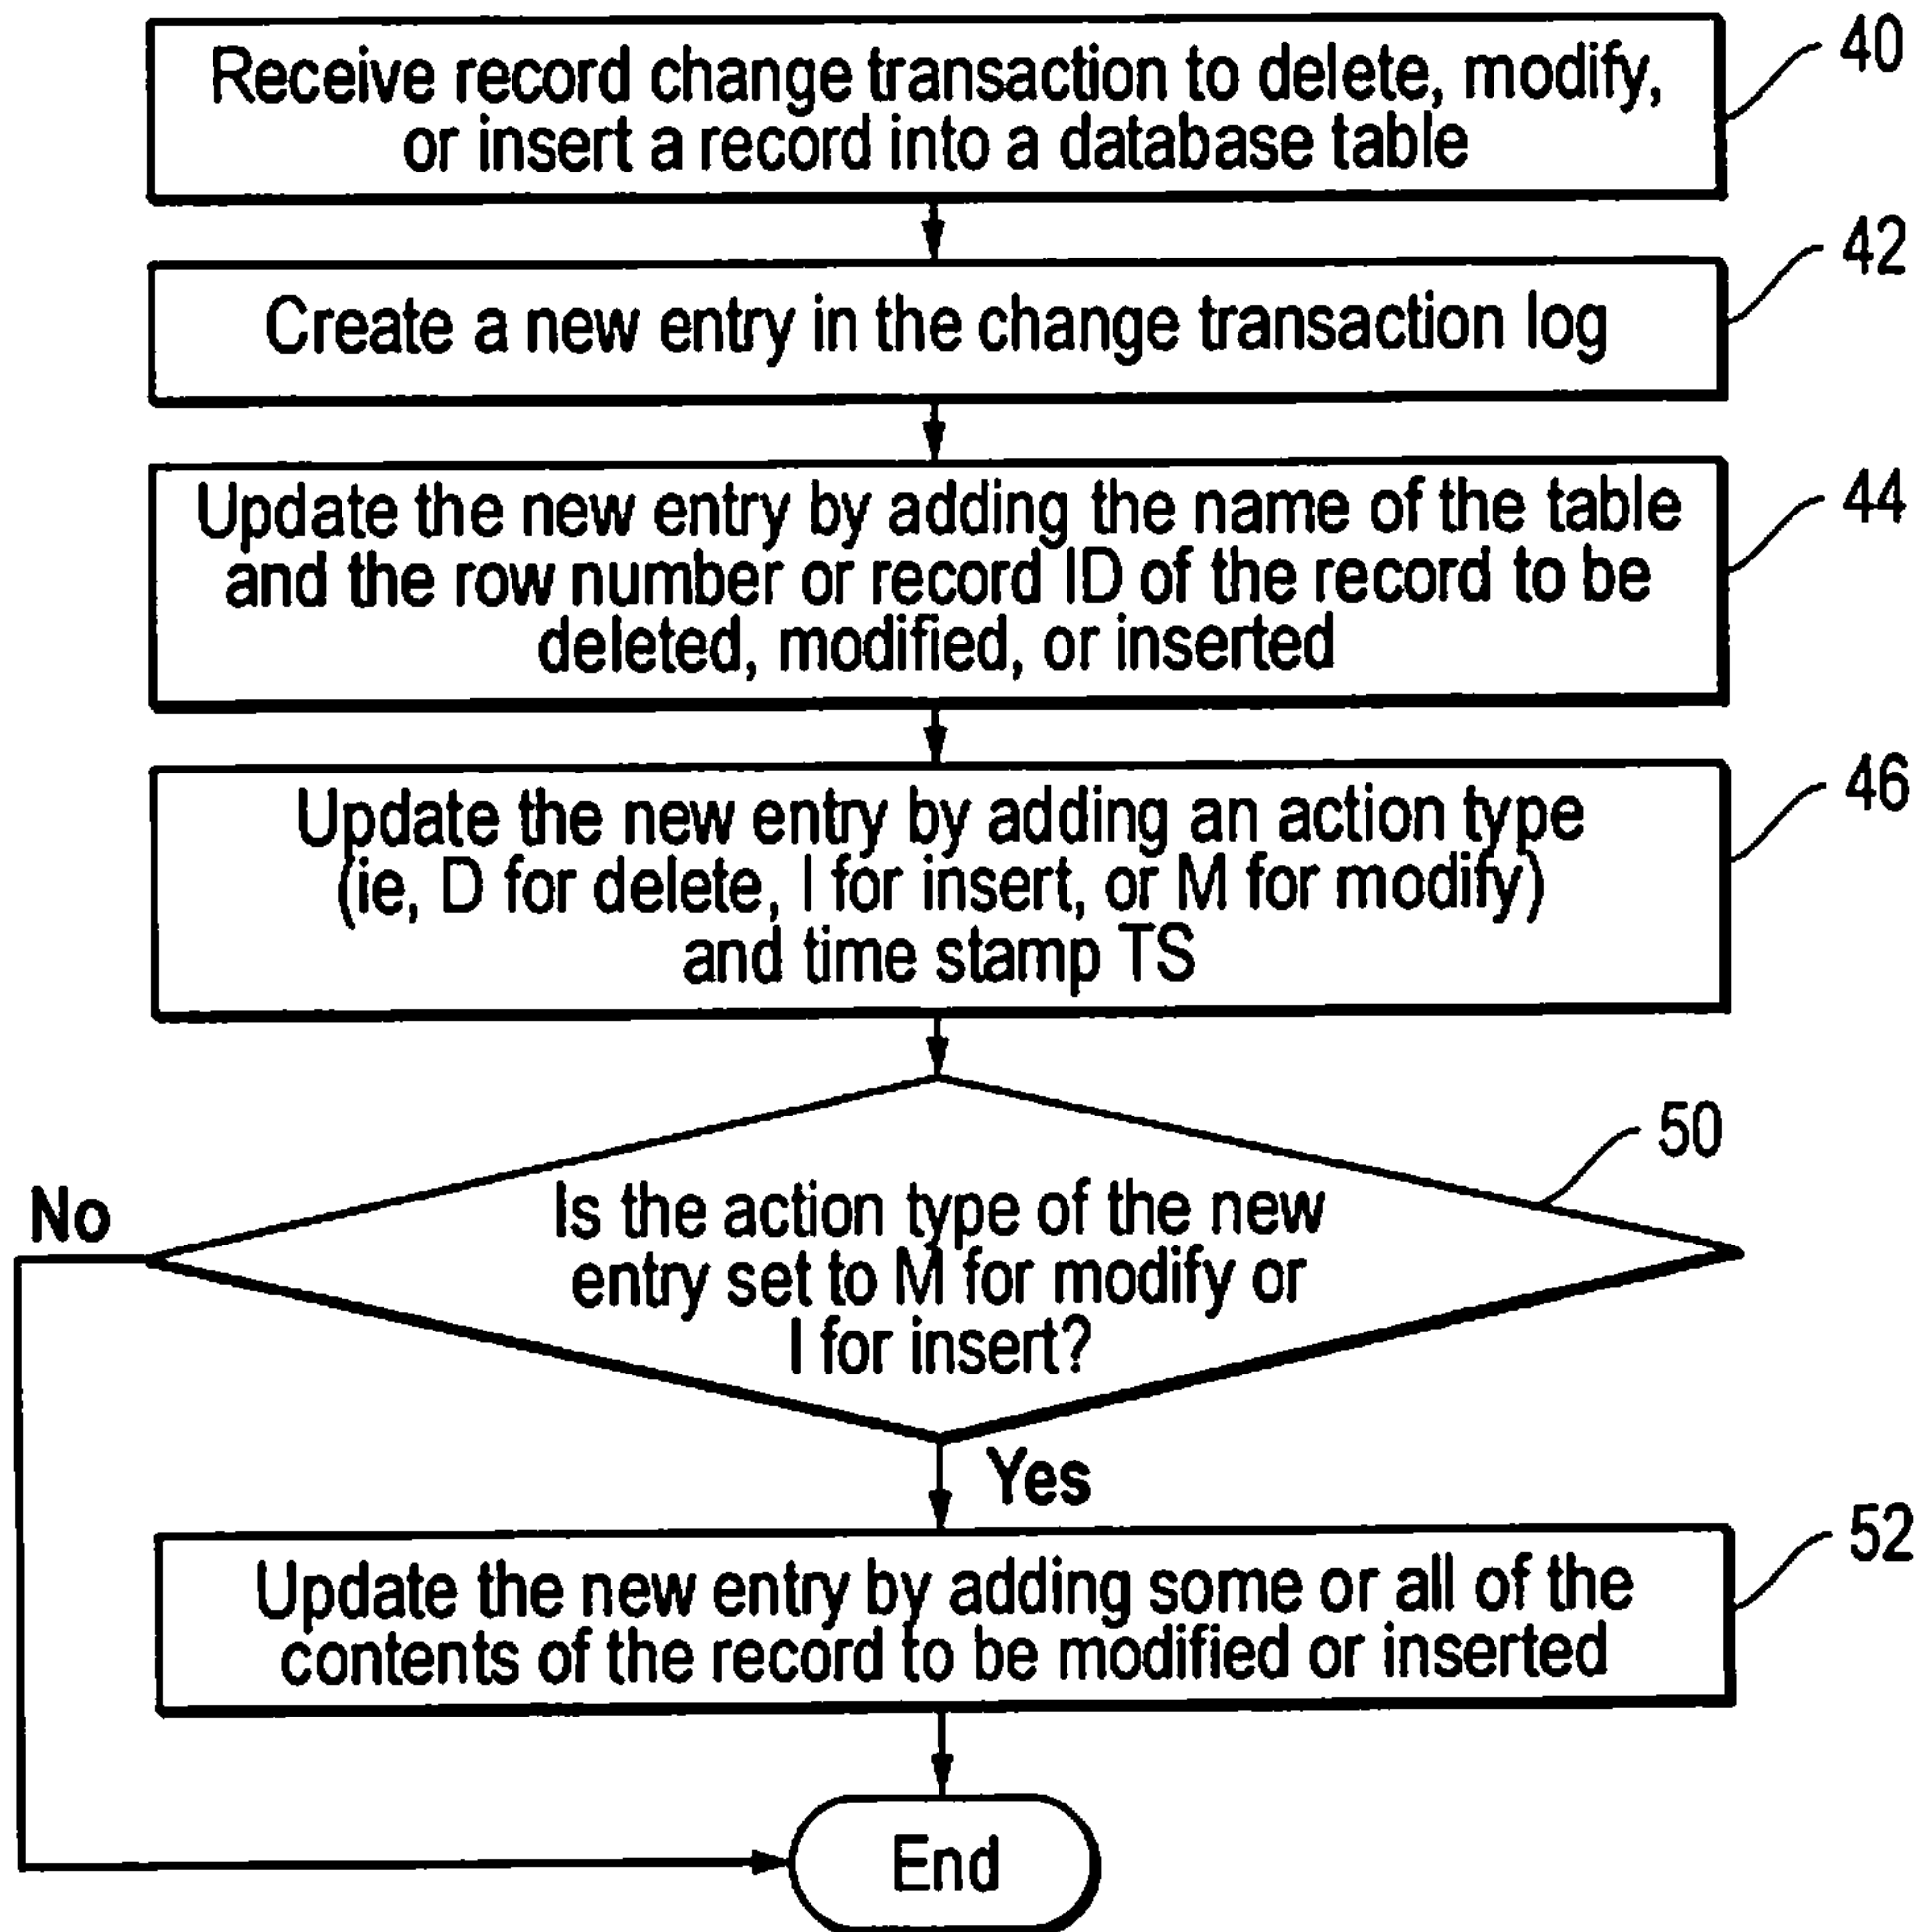 Receive record change transaction to delete, modify,
or insert a record into a database table
40
Create a new entry in the change transaction log
42
Update the new entry by adding the name of the table
and the row number or record ID of the record to be
deleted, modified, or inserted
44
Update the new entry by adding an action type
(ie, D for delete, I for insert, or M for modify)
and time stamp TS
46
Is the action type of the new
entry set to M for modify or
I for insert?
50
No
Yes
Update the new entry by adding some or all of the
contents of the record to be modified or inserted
52
End